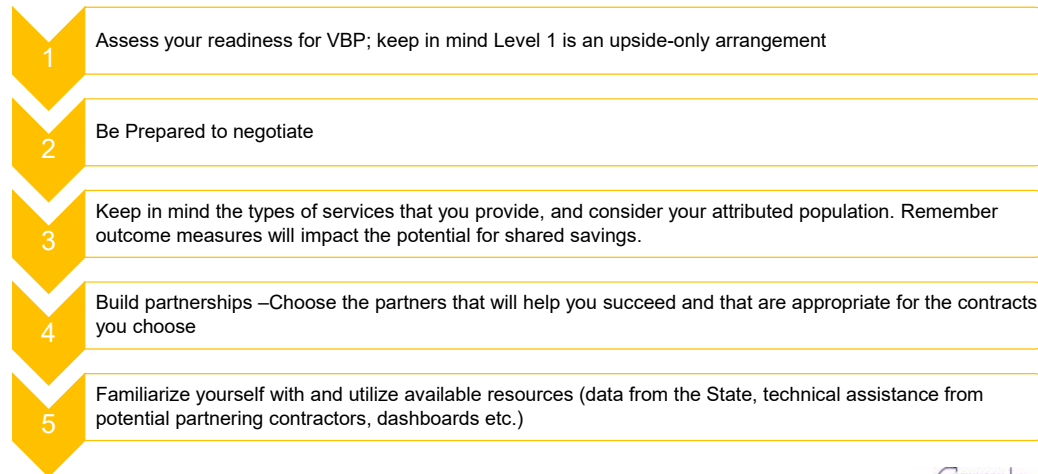 1
Assess your readiness for VBP; keep in mind Level 1 is an upside-only arrangement
2
Be Prepared to negotiate
3
Keep in mind the types of services that you provide, and consider your attributed population. Remember
outcome measures will impact the potential for shared savings.
4
Build partnerships –Choose the partners that will help you succeed and that are appropriate for the contracts
you choose
5
Familiarize yourself with and utilize available resources (data from the State, technical assistance from
potential partnering contractors, dashboards etc.)